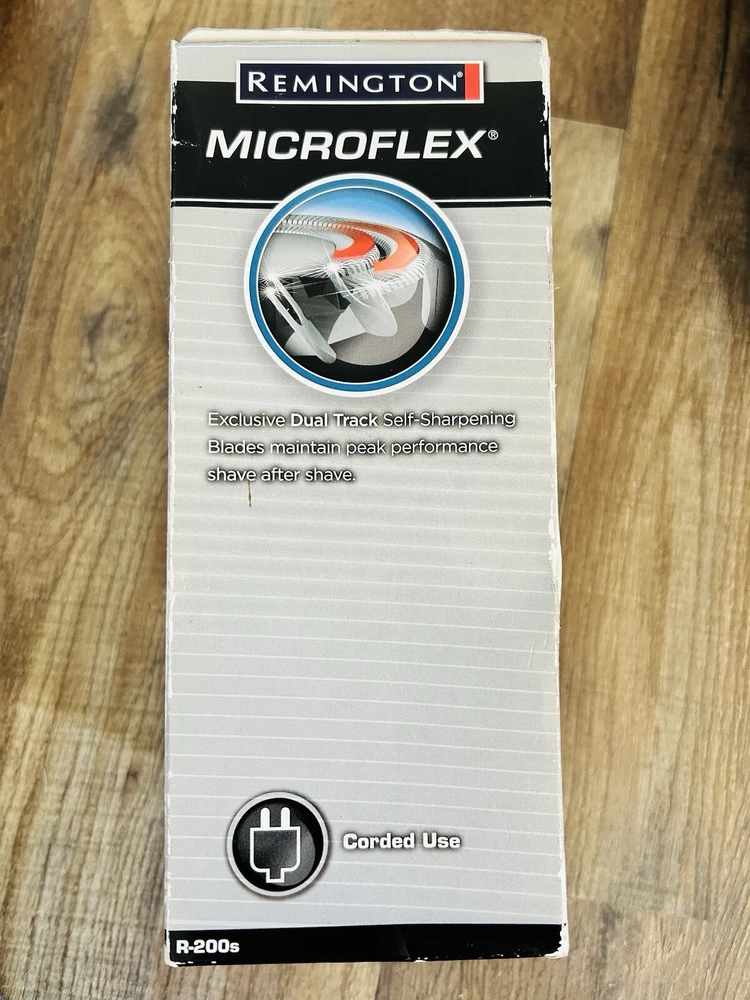 REMINGTON®
MICROFLEX®
Exclusive Dual Track Self-Sharpening
Blades maintain peak performance
shave after shave.
Corded Use
R-200s